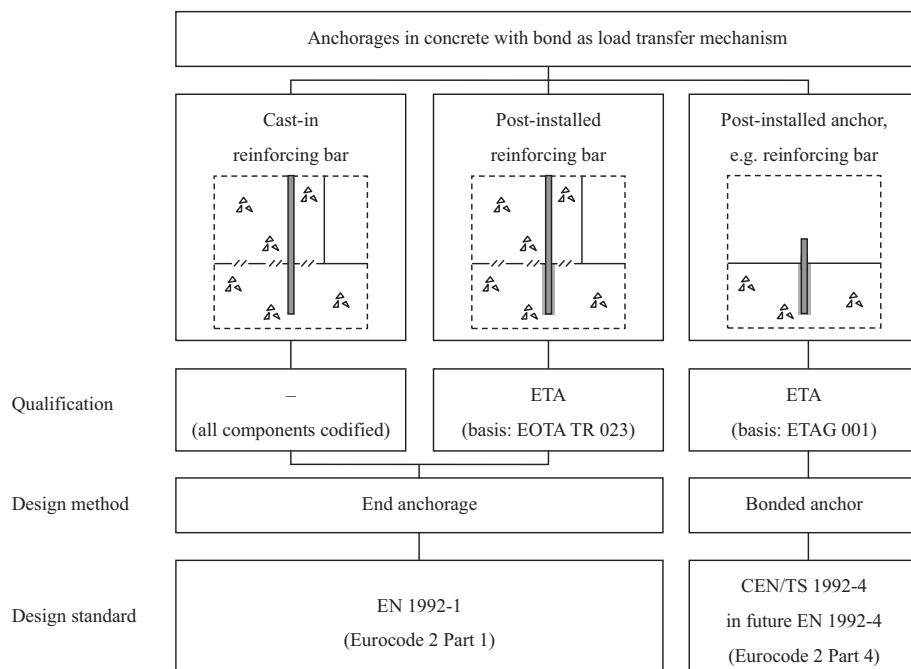 Anchorages in concrete with bond as load transfer mechanism
Cast-in
reinforcing bar
Post-installed
reinforcing bar
Post-installed anchor,
e.g. reinforcing bar
Qualification
–
(all components codified)
ETA
(basis: EOTA TR 023)
ETA
(basis: ETAG 001)
Design method
End anchorage
Bonded anchor
Design standard
EN 1992-1
(Eurocode 2 Part 1)
CEN/TS 1992-4
in future EN 1992-4
(Eurocode 2 Part 4)